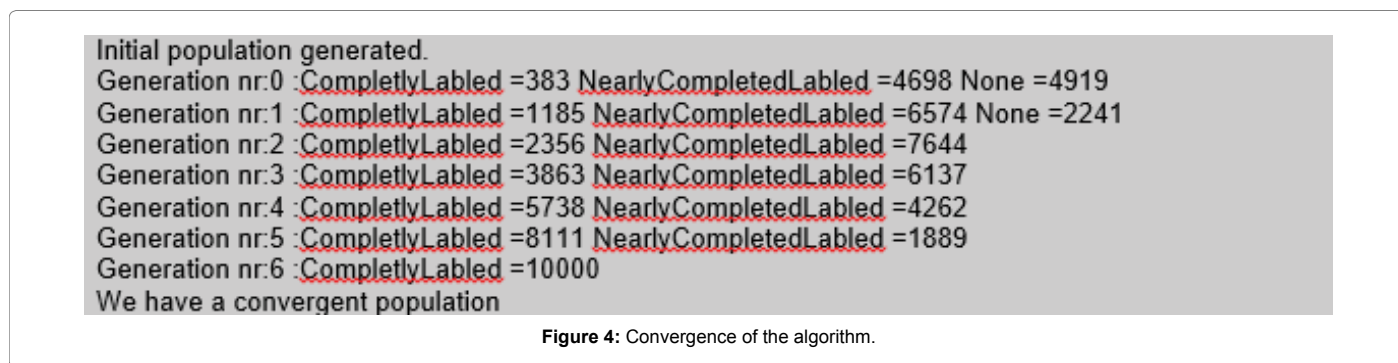 Initial population generated.
Generation nr:0 :CompletlyLabled =383 NearlyCompletedLabled =4698 None =4919
Generation nr:1 :CompletlyLabled =1185 NearlyCompletedLabled =6574 None =2241
Generation nr:2 :CompletlyLabled =2356 NearlyCompletedLabled =7644
Generation nr:3 :CompletlyLabled =3863 NearlyCompletedLabled =6137
Generation nr:4 :CompletlyLabled =5738 NearlyCompletedLabled =4262
Generation nr:5 :CompletlyLabled =8111 NearlyCompletedLabled =1889
Generation nr:6 :CompletlyLabled =10000
We have a convergent population
Figure 4: Convergence of the algorithm.